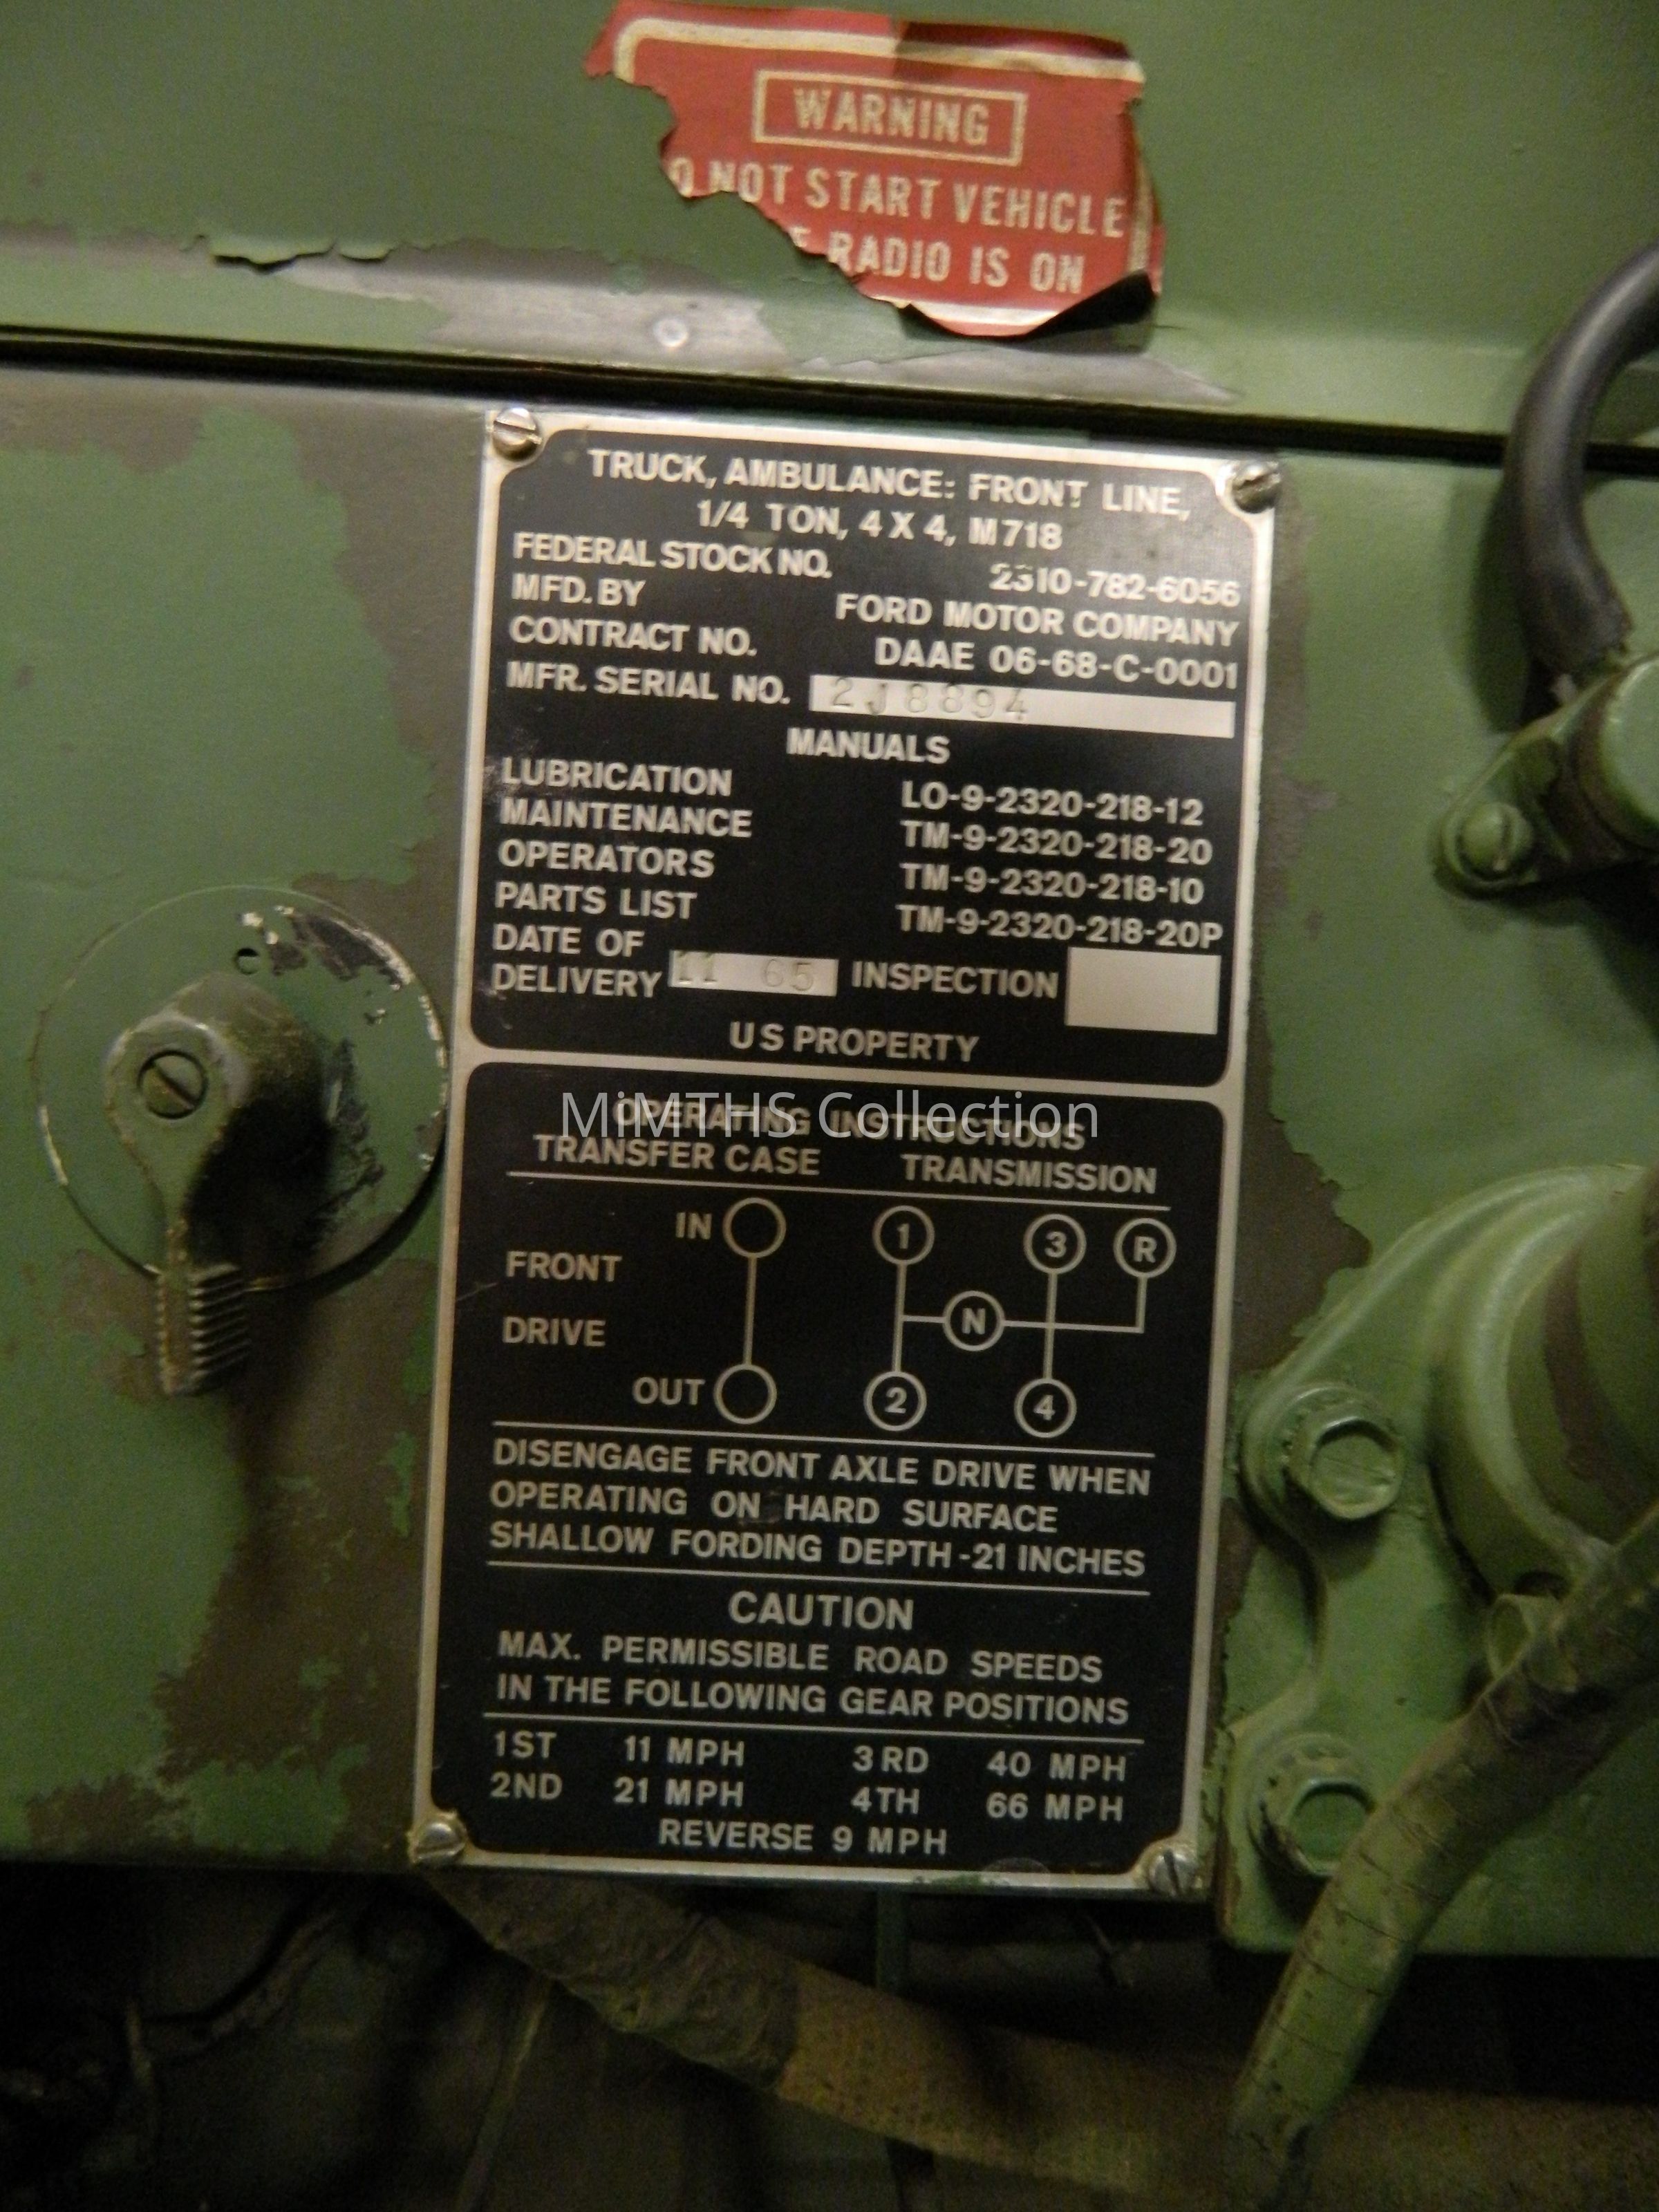 WARNING
O NOT START VEHICLE
F RADIO IS ON
TRUCK, AMBULANCE: FRONT LINE,
1/4 TON, 4 X 4, M718
FEDERAL STOCK NO. 2310-782-6056
MFD. BY FORD MOTOR COMPANY
CONTRACT NO. DAAE 06-68-C-0001
MFR. SERIAL NO. 2J8894
MANUALS
LUBRICATION LO-9-2320-218-12
MAINTENANCE TM-9-2320-218-20
OPERATORS TM-9-2320-218-10
PARTS LIST TM-9-2320-218-20P
DATE OF
DELIVERY 11 65 INSPECTION
US PROPERTY
MiMTHS Collection
OPERATING INSTRUCTIONS
TRANSFER CASE TRANSMISSION
IN 1 3 R
FRONT
N
DRIVE
OUT 2 4
DISENGAGE FRONT AXLE DRIVE WHEN
OPERATING ON HARD SURFACE
SHALLOW FORDING DEPTH -21 INCHES
CAUTION
MAX. PERMISSIBLE ROAD SPEEDS
IN THE FOLLOWING GEAR POSITIONS
1ST 11 MPH 3RD 40 MPH
2ND 21 MPH 4TH 66 MPH
REVERSE 9 MPH